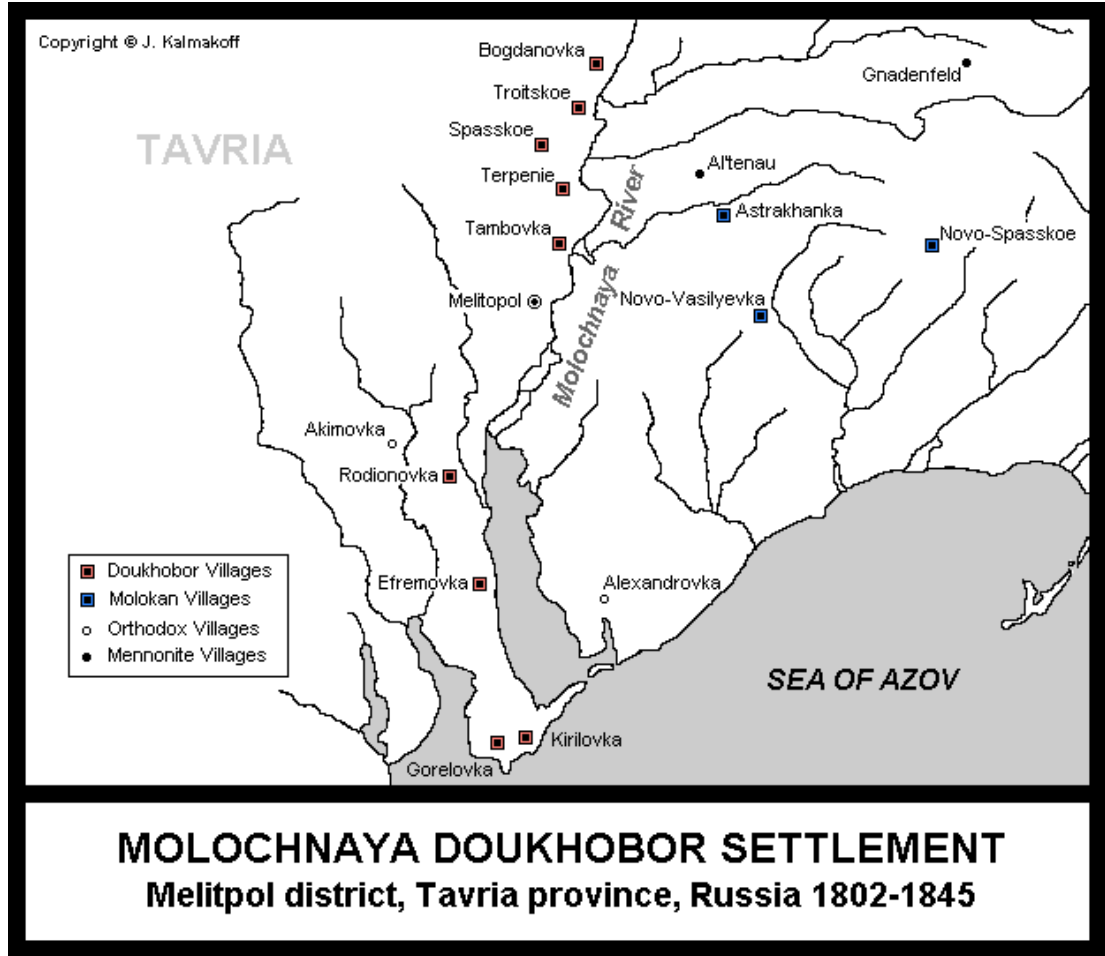 Copyright © J. Kalmakoff
Bogdanovka
Gnadenfeld
Troitskoe
Spasskoe
TAVRIA
Al'tenau
Terpenie
River
Astrakhanka
Tambovka
Novo-Spasskoe
Melitopol
Novo-Vasilyevka
Molochnaya
Akimovka
Rodionovka
Doukhobor Villages
Efremovka
Alexandrovka
Molokan Villages
Orthodox Villages
Mennonite Villages
SEA OF AZOV
Kirilovka
Gorelovka
MOLOCHNAYA DOUKHOBOR SETTLEMENT
Melitpol district, Tavria province, Russia 1802-1845